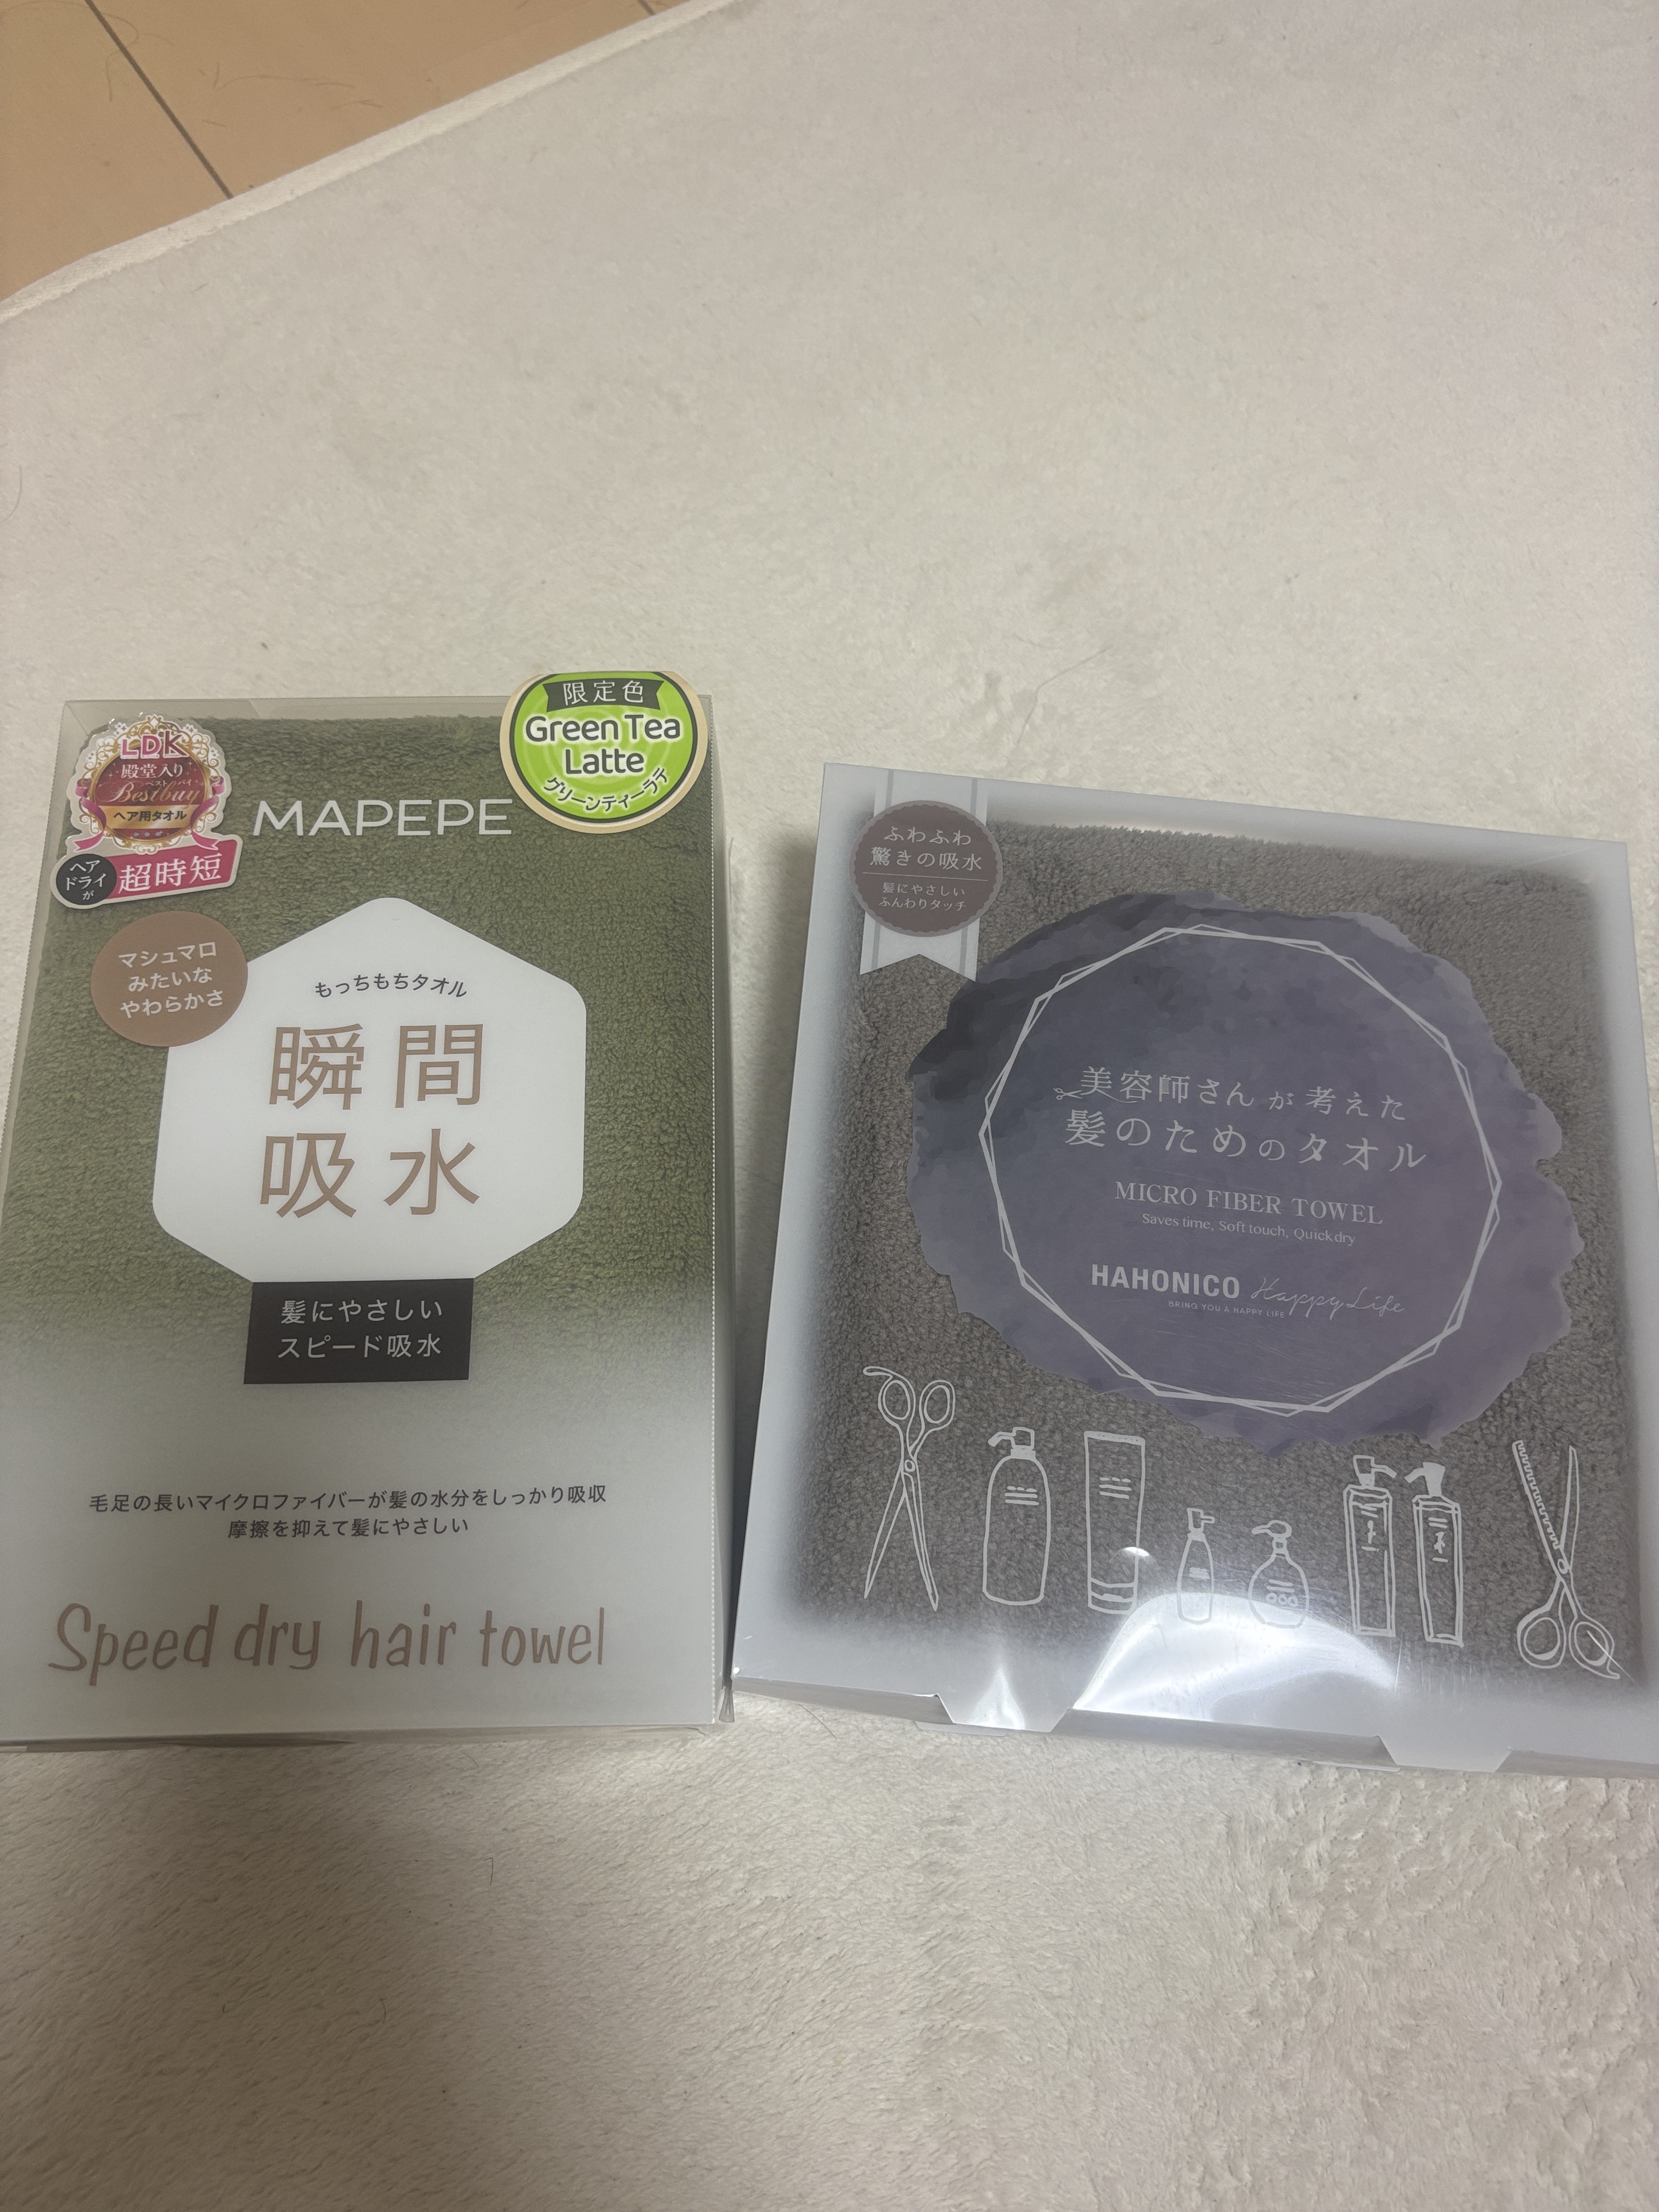 LDK
殿堂入り
ベストバイ
Bestbuy
ヘア用タオル
ヘア
ドライ
が
超時短
MAPEPE
限定色
Green Tea
Latte
グリーンティーラテ
マシュマロ
みたいな
やわらかさ
もっちもちタオル
瞬間
吸水
髪にやさしい
スピード吸水
毛足の長いマイクロファイバーが髪の水分をしっかり吸収
摩擦を抑えて髪にやさしい
Speed dry hair towel
ふわふわ
驚きの吸水
髪にやさしい
ふんわりタッチ
美容師さんが考えた
髪のためのタオル
MICRO FIBER TOWEL
Saves time, Soft touch, Quick dry
HAHONICO Happy Life
BRING YOU A HAPPY LIFE